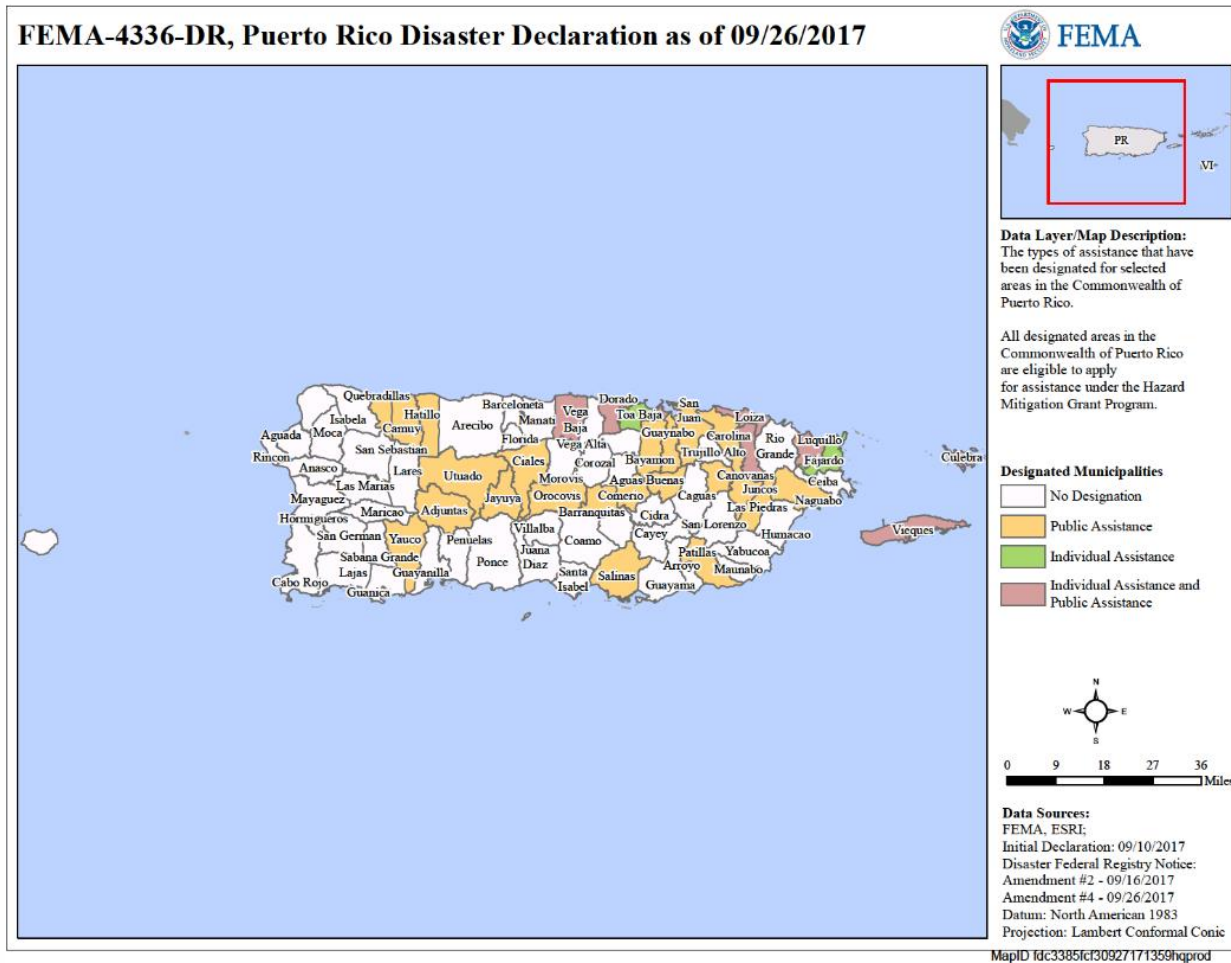 FEMA-4336-DR, Puerto Rico Disaster Declaration as of 09/26/2017
FEMA
PR
VI
Data Layer/Map Description:
The types of assistance that have
been designated for selected
areas in the Commonwealth of
Puerto Rico.
All designated areas in the
Commonwealth of Puerto Rico
are eligible to apply
for assistance under the Hazard
Mitigation Grant Program.
Designated Municipalities
No Designation
Public Assistance
Individual Assistance
Individual Assistance and
Public Assistance
Quebradillas
Isabela
Camuy
Hatillo
Arecibo
Barceloneta
Manati
Florida
Vega
Baja
Vega Alta
Dorado
Toa Baja
San
Juan
Guaynabo
Carolina
Loiza
Rio
Grande
Luquillo
Fajardo
Ceiba
Culebra
Aguada
Moca
Rincon
San Sebastian
Anasco
Lares
Utuado
Ciales
Morovis
Corozal
Bayamon
Trujillo Alto
Canovanas
Las Marias
Mayaguez
Maricao
Adjuntas
Jayuya
Orocovis
Comerio
Aguas Buenas
Caguas
Juncos
Naguabo
Barranquitas
Cidra
Las Piedras
Hormigueros
San German
Yauco
Penuelas
Villalba
Coamo
Cayey
San Lorenzo
Humacao
Vieques
Sabana Grande
Juana
Diaz
Ponce
Patillas
Yabucoa
Cabo Rojo
Lajas
Guanica
Guayanilla
Santa
Isabel
Salinas
Guayama
Arroyo
Maunabo
N
W
E
S
0 9 18 27 36
Miles
Data Sources:
FEMA, ESRI;
Initial Declaration: 09/10/2017
Disaster Federal Registry Notice:
Amendment #2 - 09/16/2017
Amendment #4 - 09/26/2017
Datum: North American 1983
Projection: Lambert Conformal Conic
MapID fdc3385fcf30927171359hqprod